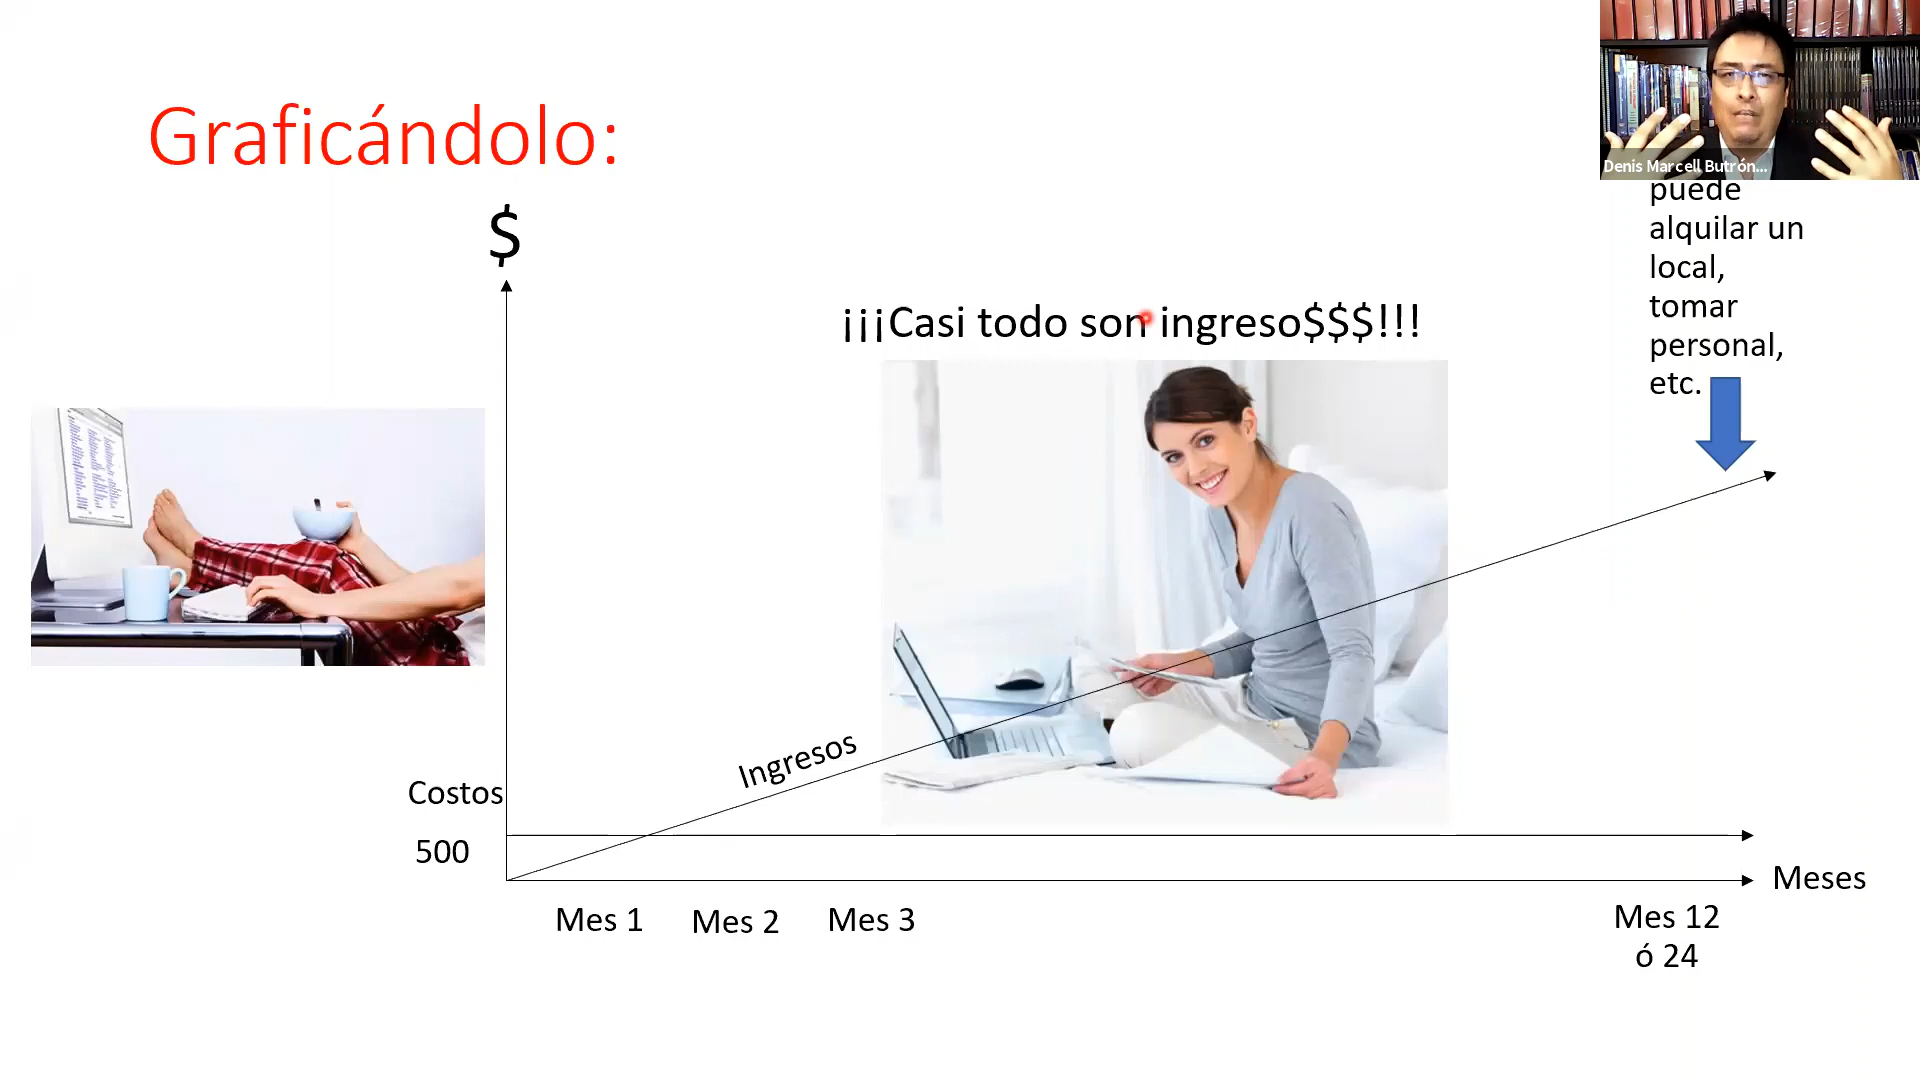 Graficándolo:
Denis Marcell Butrón...
puede
alquilar un
local,
tomar
personal,
etc.
$
¡¡¡Casi todo son ingreso$$$!!!
Ingresos
Costos
500
Meses
Mes 1
Mes 2
Mes 3
Mes 12
ó 24